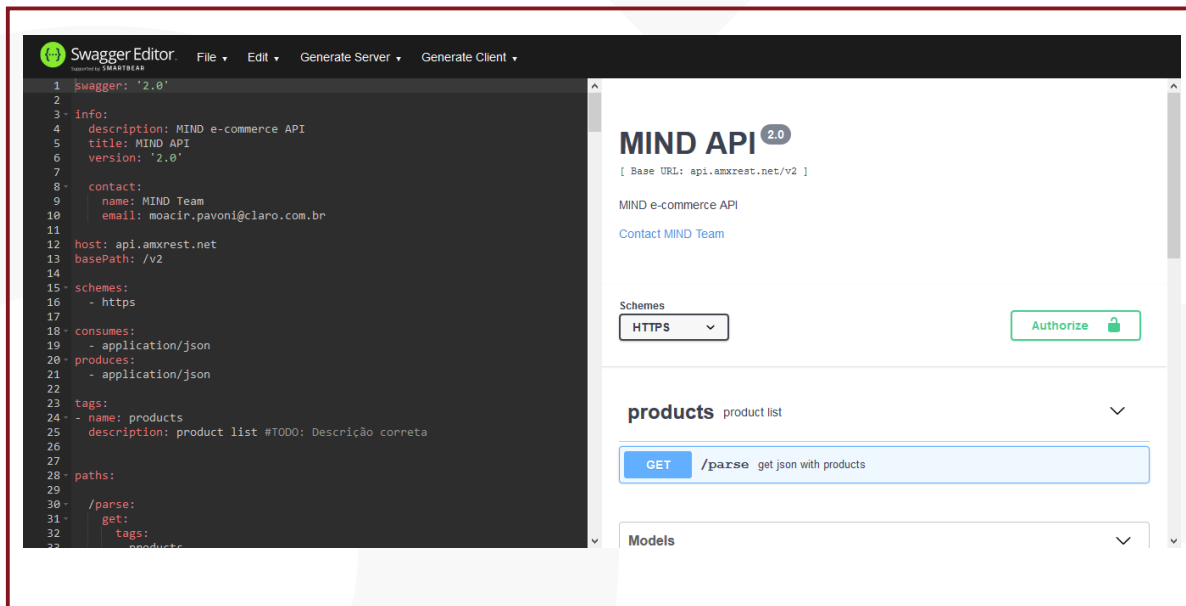 Swagger Editor. File Edit Generate Server Generate Client
Supported by SMARTBEAR
1 swagger: '2.0'
2
3 info:
4 description: MIND e-commerce API
5 title: MIND API
6 version: '2.0'
7
8 contact:
9 name: MIND Team
10 email: moacir.pavoni@claro.com.br
11
12 host: api.amxrest.net
13 basePath: /v2
14
15 schemes:
16 - https
17
18 consumes:
19 - application/json
20 produces:
21 - application/json
22
23 tags:
24 - name: products
25 description: product list #TODO: Descrição correta
26
27
28 paths:
29
30 /parse:
31 get:
32 tags:
33 - products
MIND API 2.0
[ Base URL: api.amxrest.net/v2 ]
MIND e-commerce API
Contact MIND Team
Schemes
HTTPS
Authorize
products product list
GET /parse get json with products
Models